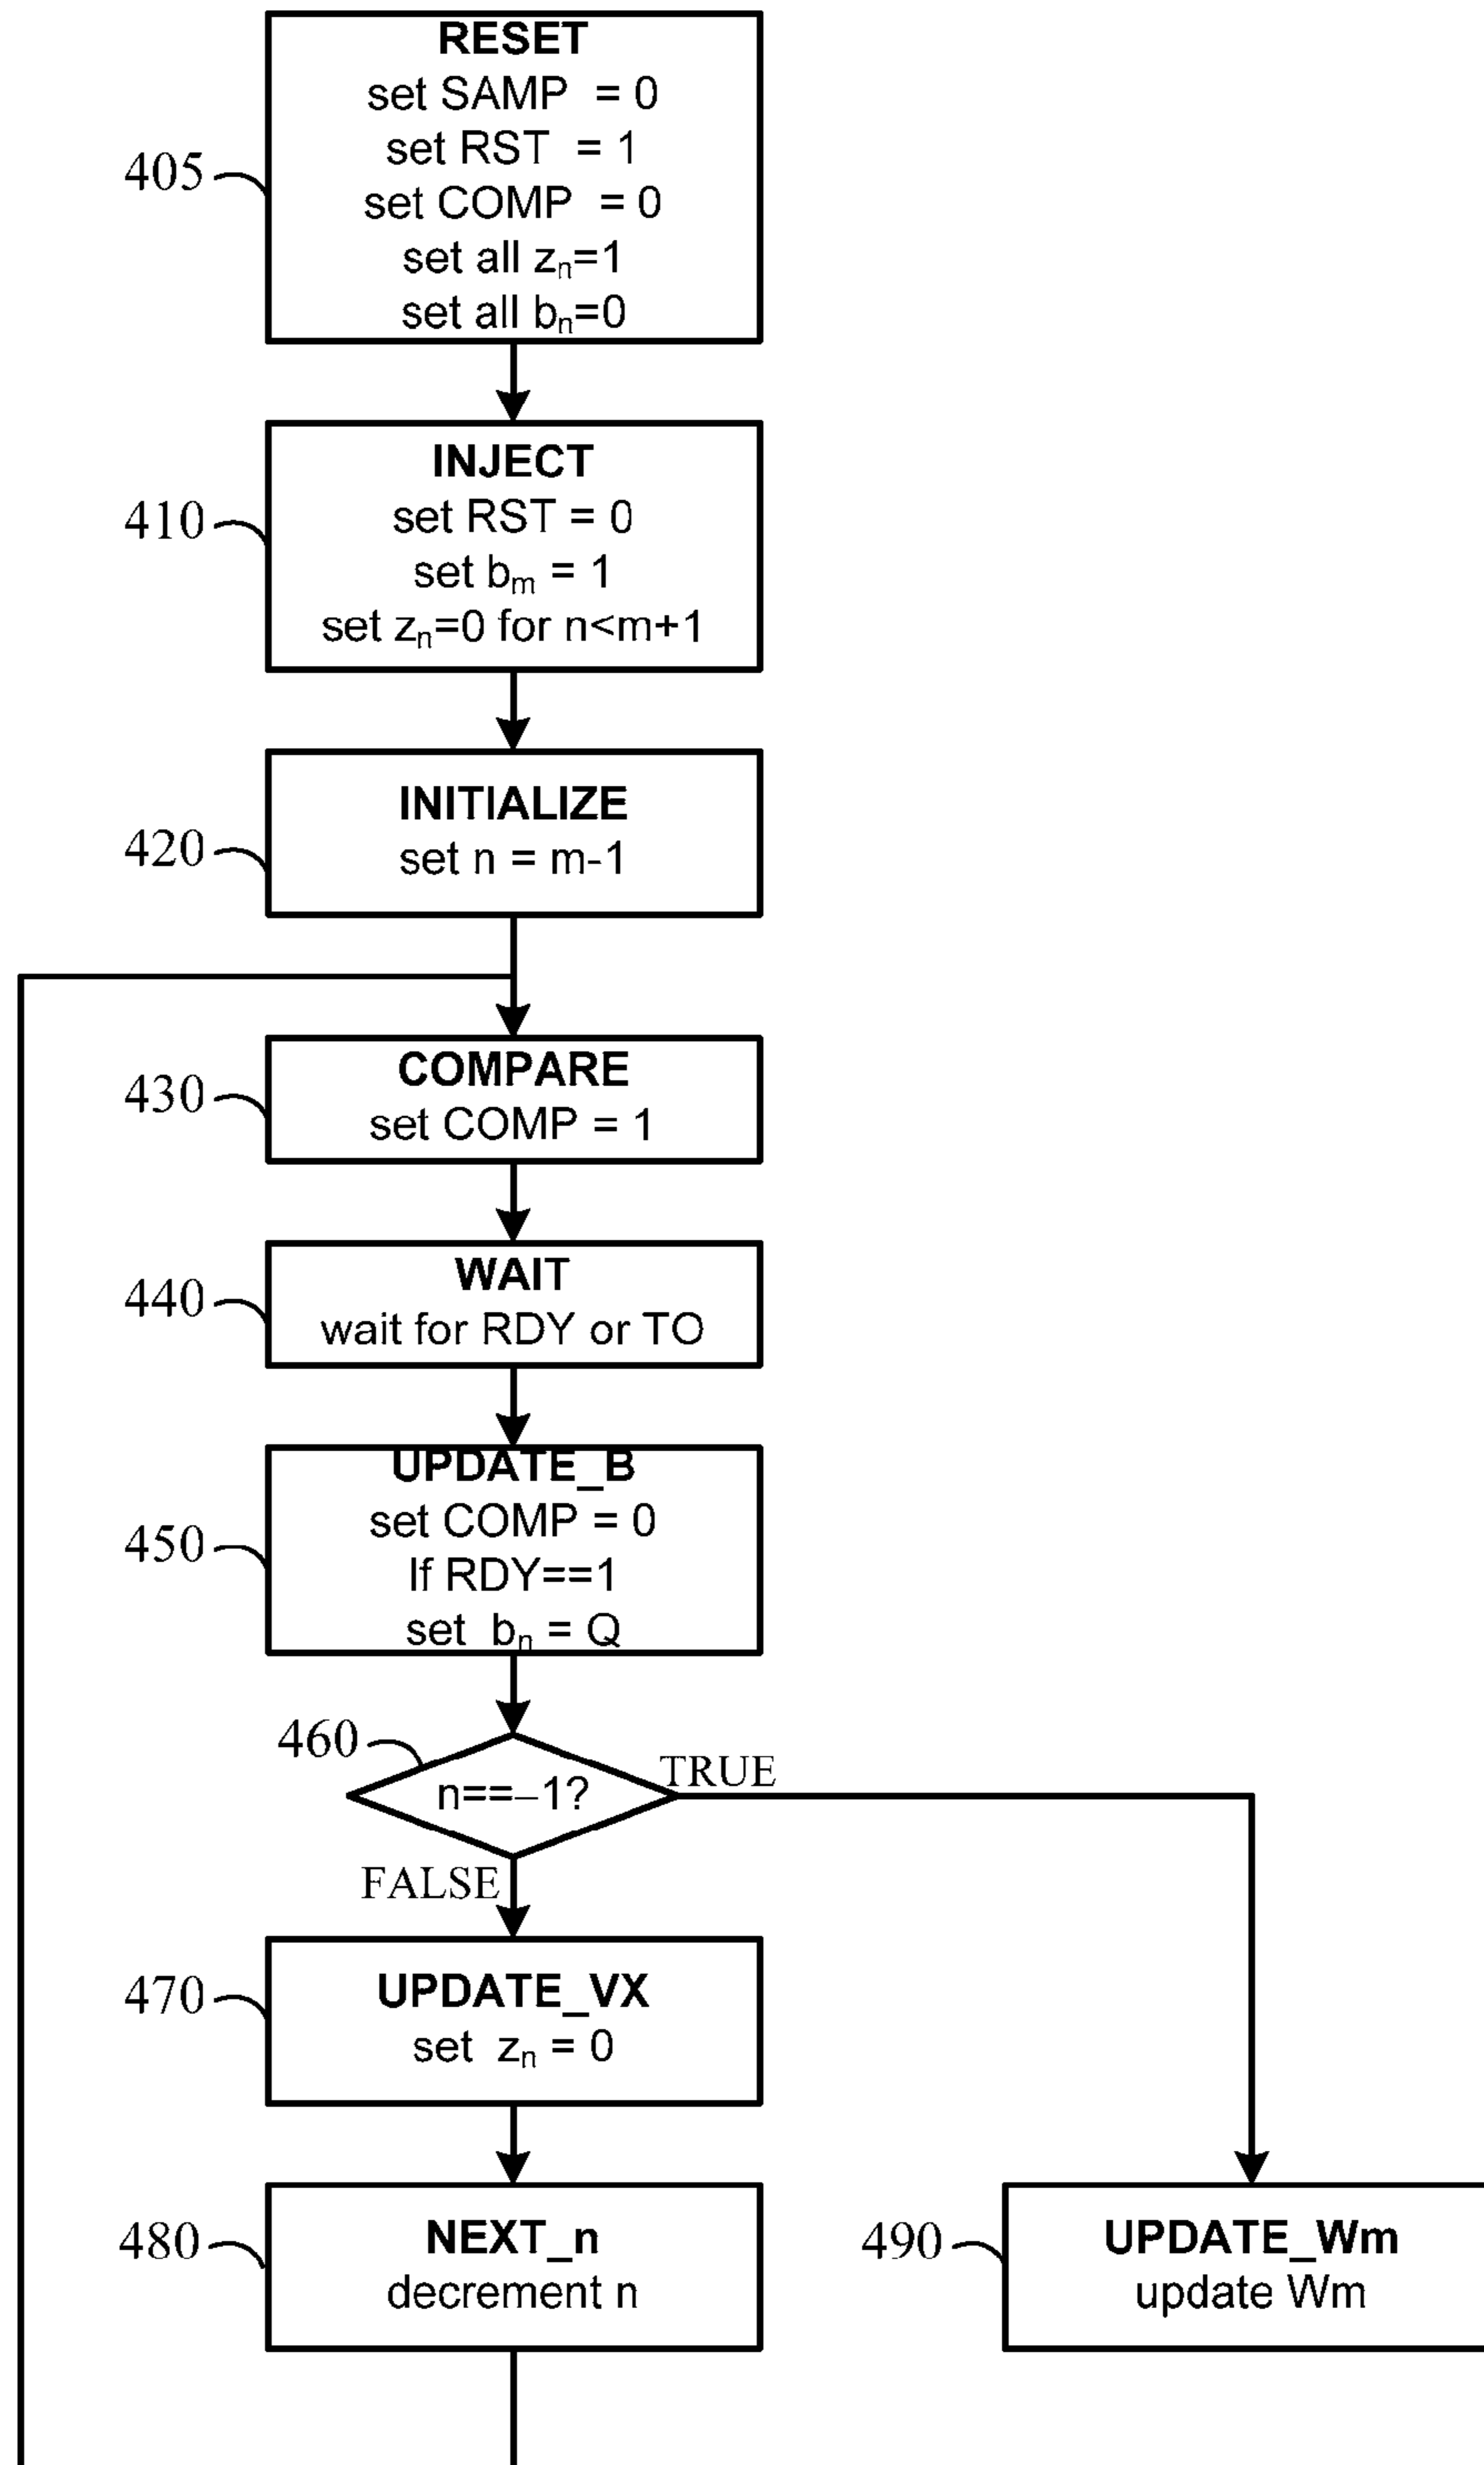 RESET
set SAMP = 0
set RST = 1
set COMP = 0
set all zn=1
set all bn=0
405
INJECT
set RST = 0
set bm = 1
set zn=0 for n<m+1
410
INITIALIZE
set n = m-1
420
COMPARE
set COMP = 1
430
WAIT
wait for RDY or TO
440
UPDATE_B
set COMP = 0
If RDY==1
set bn = Q
450
460
n==–1?
TRUE
FALSE
UPDATE_VX
set zn = 0
470
NEXT_n
decrement n
480
UPDATE_Wm
update Wm
490